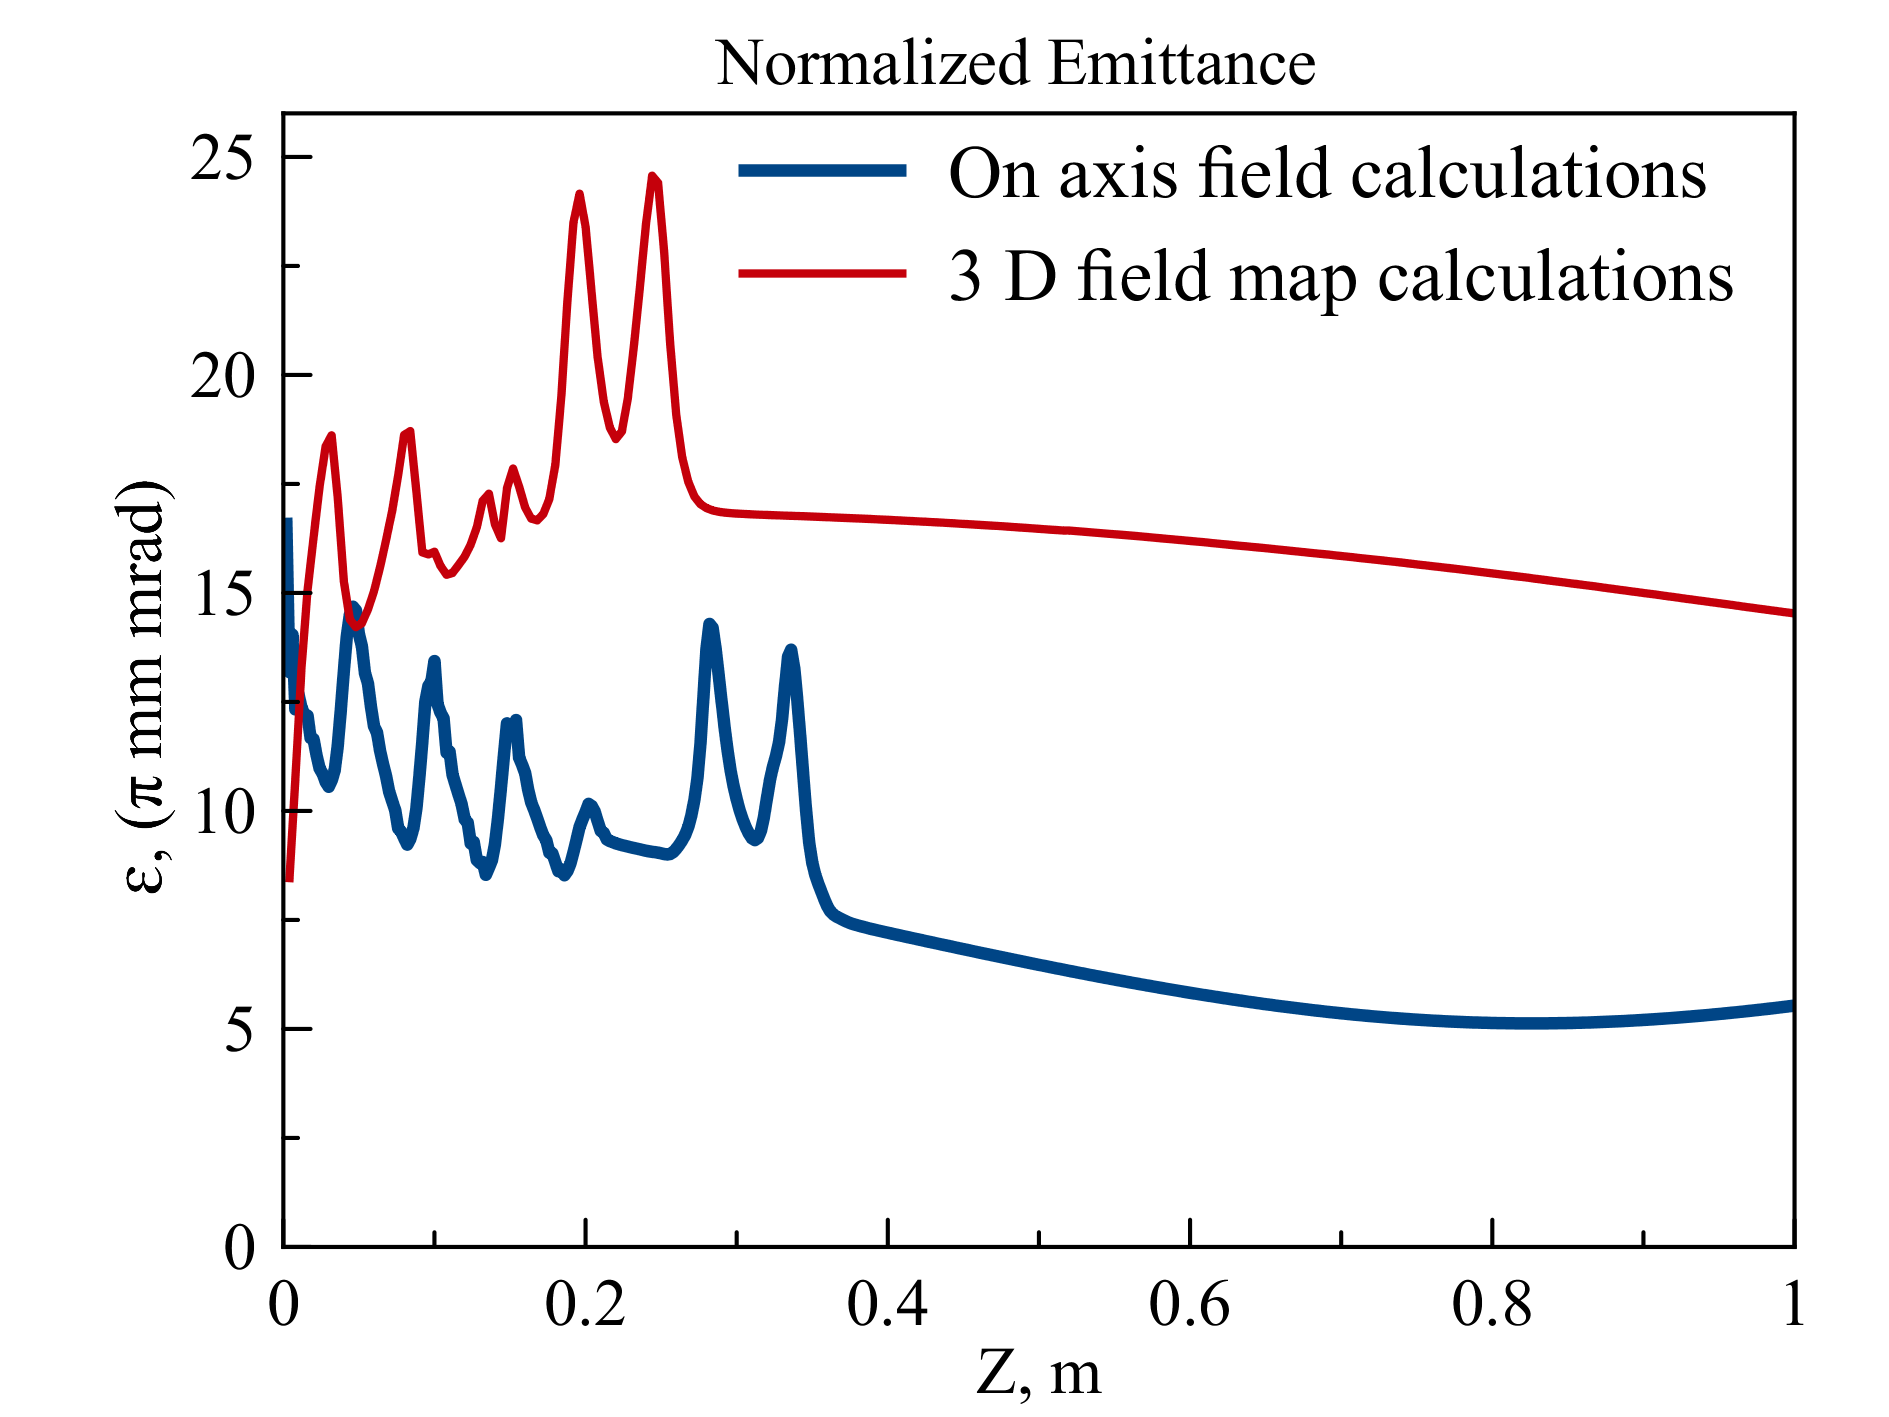 Normalized Emittance
On axis field calculations
3 D field map calculations
25
20
15
10
5
0
ε, (π mm mrad)
0 0.2 0.4 0.6 0.8 1
Z, m